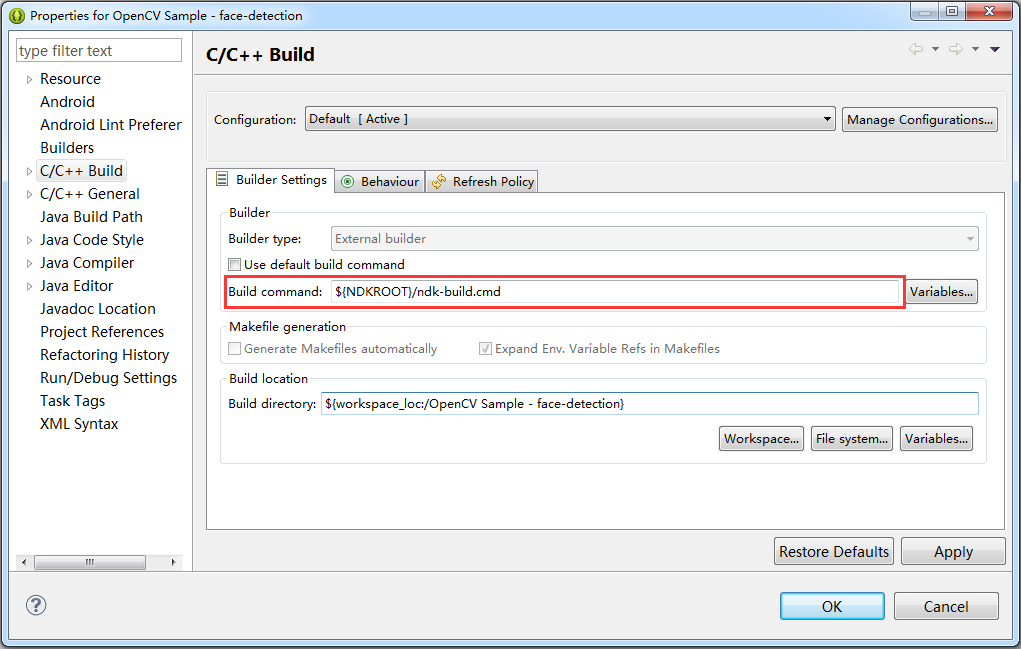 Properties for OpenCV Sample - face-detection
type filter text
Resource
Android
Android Lint Preferer
Builders
C/C++ Build
C/C++ General
Java Build Path
Java Code Style
Java Compiler
Java Editor
Javadoc Location
Project References
Refactoring History
Run/Debug Settings
Task Tags
XML Syntax
C/C++ Build
Configuration: Default [ Active ] Manage Configurations...
Builder Settings Behaviour Refresh Policy
Builder
Builder type: External builder
Use default build command
Build command: ${NDKROOT}/ndk-build.cmd Variables...
Makefile generation
Generate Makefiles automatically Expand Env. Variable Refs in Makefiles
Build location
Build directory: ${workspace_loc:/OpenCV Sample - face-detection}
Workspace... File system... Variables...
Restore Defaults Apply
? OK Cancel